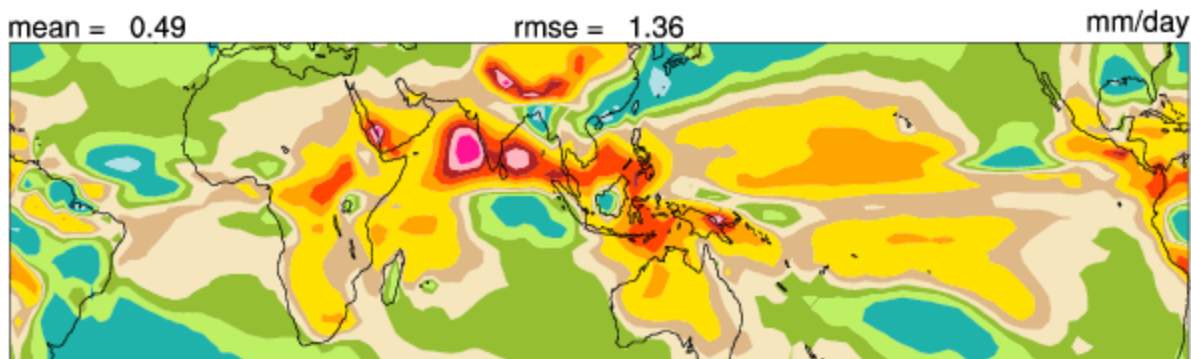 mean = 0.49 rmse = 1.36 mm/day